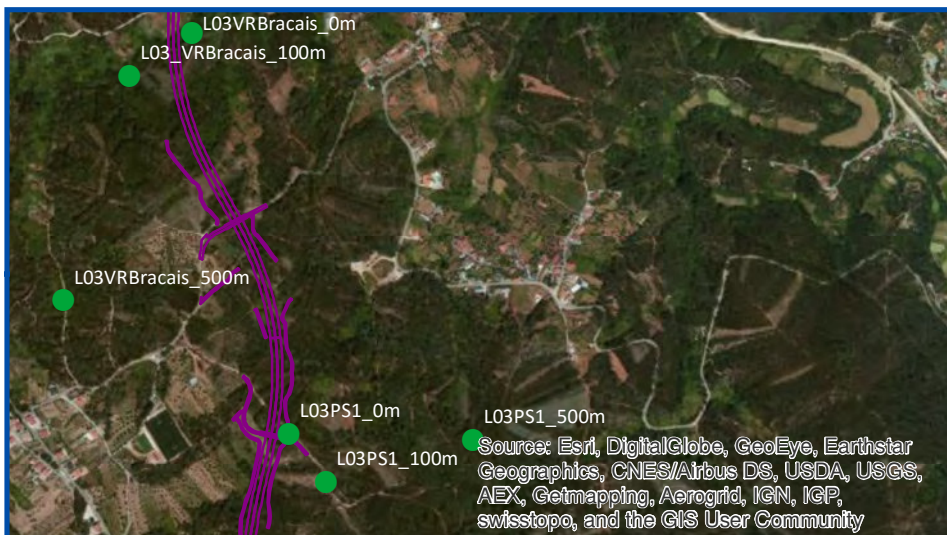 L03VRBracais_0m
L03_VRBracais_100m
L03VRBracais_500m
L03PS1_0m
L03PS1_500m
L03PS1_100m
Source: Esri, DigitalGlobe, GeoEye, Earthstar
Geographics, CNES/Airbus DS, USDA, USGS,
AEX, Getmapping, Aerogrid, IGN, IGP,
swisstopo, and the GIS User Community